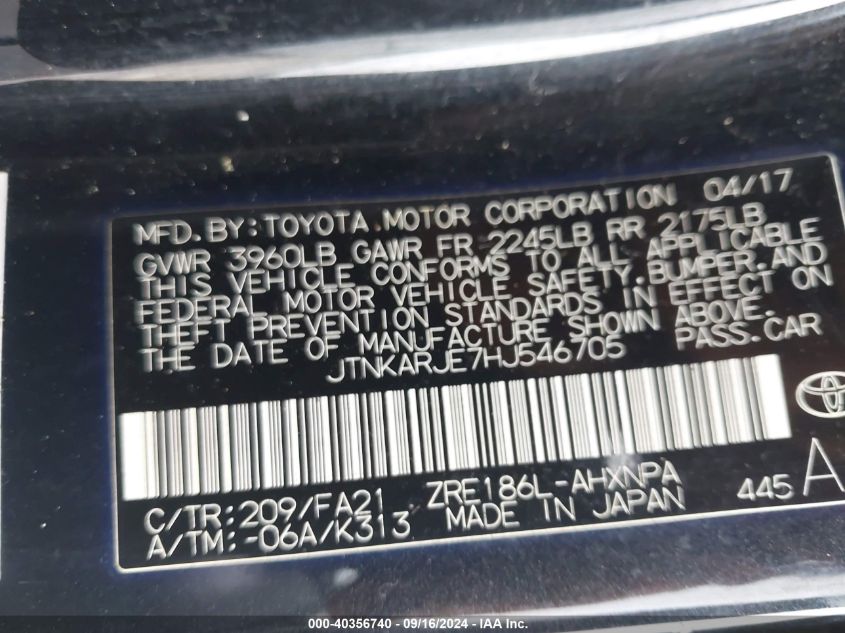 MFD. BY: TOYOTA MOTOR CORPORATION 04/17
GVWR 3960LB GAWR FR 2245LB RR 2175LB
THIS VEHICLE CONFORMS TO ALL APPLICABLE
FEDERAL MOTOR VEHICLE SAFETY, BUMPER, AND
THEFT PREVENTION STANDARDS IN EFFECT ON
THE DATE OF MANUFACTURE SHOWN ABOVE.
JTNKARJE7HJ546705 PASS. CAR
C/TR: 209/FA21 ZRE186L-AHXNPA 445 A
A/TM: -06A/K313 MADE IN JAPAN
000-40356740 - 09/16/2024 - IAA Inc.